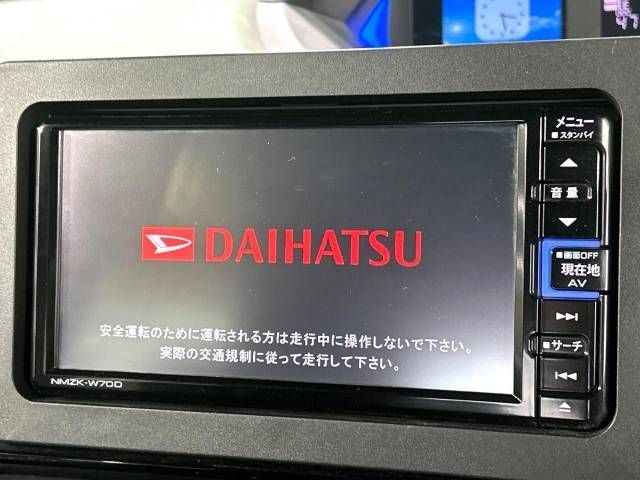 メニュー
■スタンバイ
音量
■画面OFF
現在地
AV
■サーチ
DAIHATSU
安全運転のために運転される方は走行中に操作しないで下さい。
実際の交通規制に従って走行して下さい。
NMZK-W70D